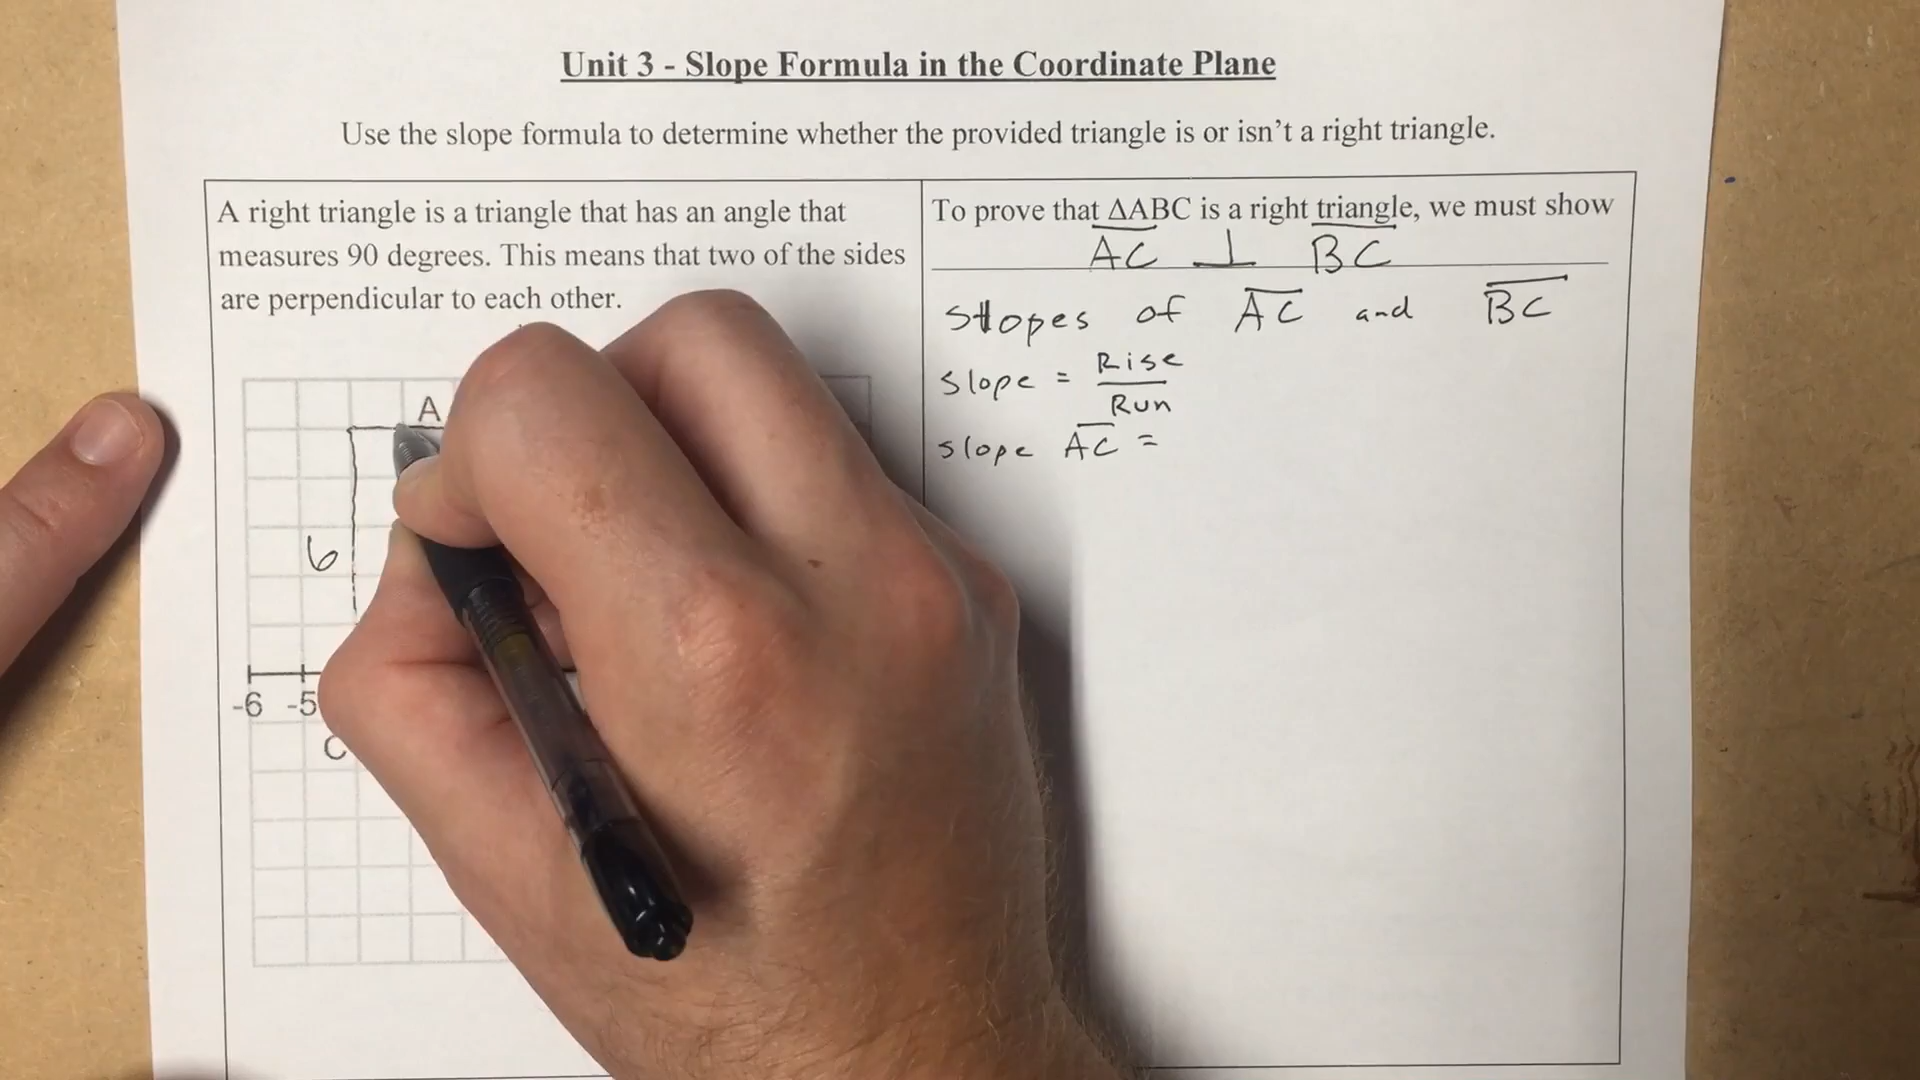 Unit 3 - Slope Formula in the Coordinate Plane
Use the slope formula to determine whether the provided triangle is or isn't a right triangle.
A right triangle is a triangle that has an angle that
measures 90 degrees. This means that two of the sides
are perpendicular to each other.
A
6
-6 -5
C
To prove that ΔABC is a right triangle, we must show
AC ⊥ BC
Slopes of AC and BC
Slope = Rise
Run
slope AC =